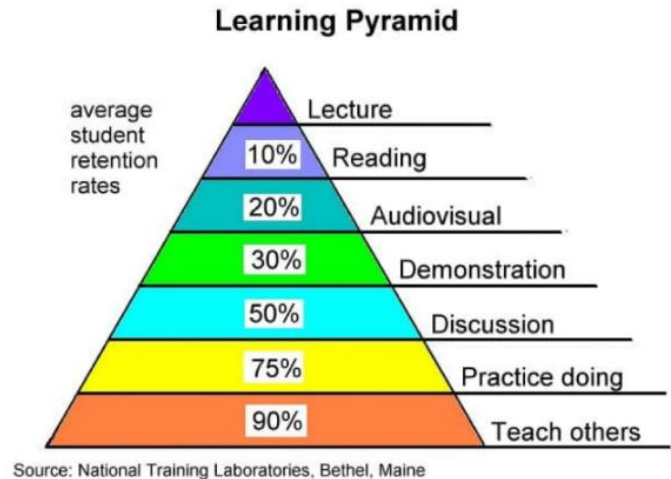 Learning Pyramid
average
student
retention
rates
Lecture
10% Reading
20% Audiovisual
30% Demonstration
50% Discussion
75% Practice doing
90% Teach others
Source: National Training Laboratories, Bethel, Maine